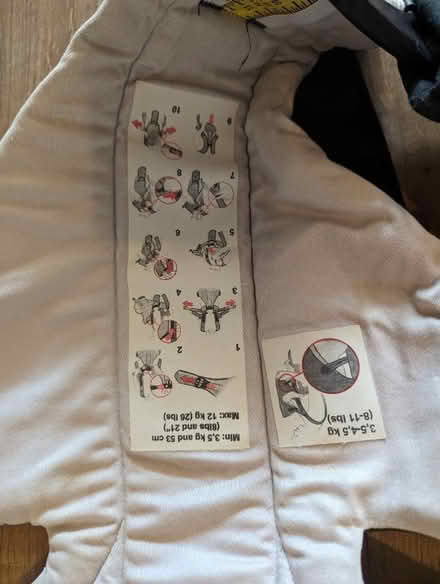 Min: 3,5 kg and 53 cm
(8lbs and 21")
Max: 12 kg (26 lbs)
1
2
3
4
5
6
7
8
9
10
3,5-4,5 kg
(8-11 lbs)